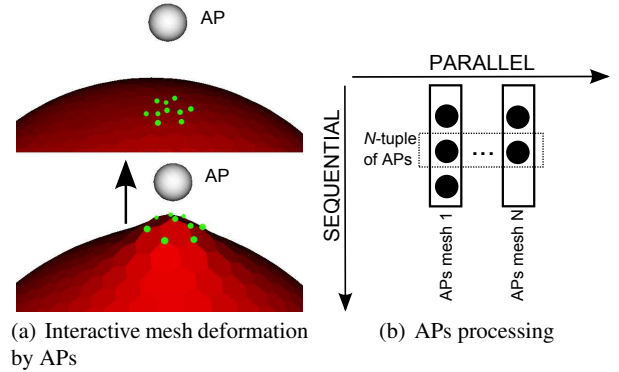 AP
AP
(a) Interactive mesh deformation
by APs
PARALLEL
SEQUENTIAL
N-tuple
of APs
...
APs mesh 1
APs mesh N
(b) APs processing